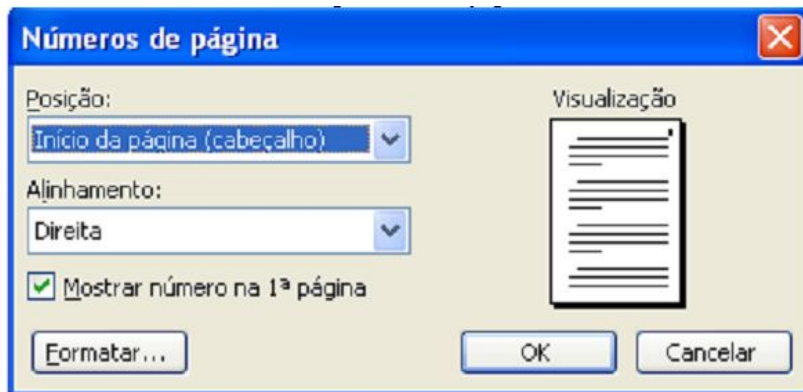 Números de página
Posição:
Visualização
Início da página (cabeçalho)
Alinhamento:
Direita
Mostrar número na 1ª página
Formatar...
OK
Cancelar